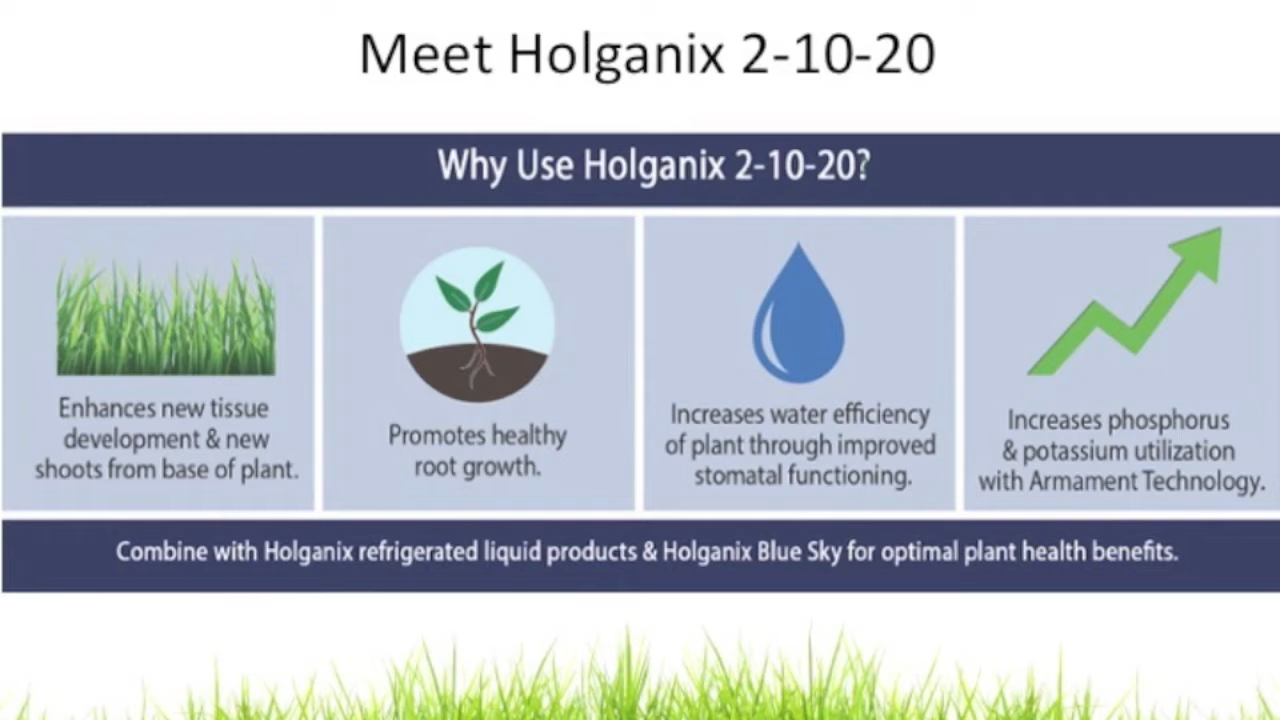 Meet Holganix 2-10-20
Why Use Holganix 2-10-20?
Enhances new tissue
development & new
shoots from base of plant.
Promotes healthy
root growth.
Increases water efficiency
of plant through improved
stomatal functioning.
Increases phosphorus
& potassium utilization
with Armament Technology.
Combine with Holganix refrigerated liquid products & Holganix Blue Sky for optimal plant health benefits.